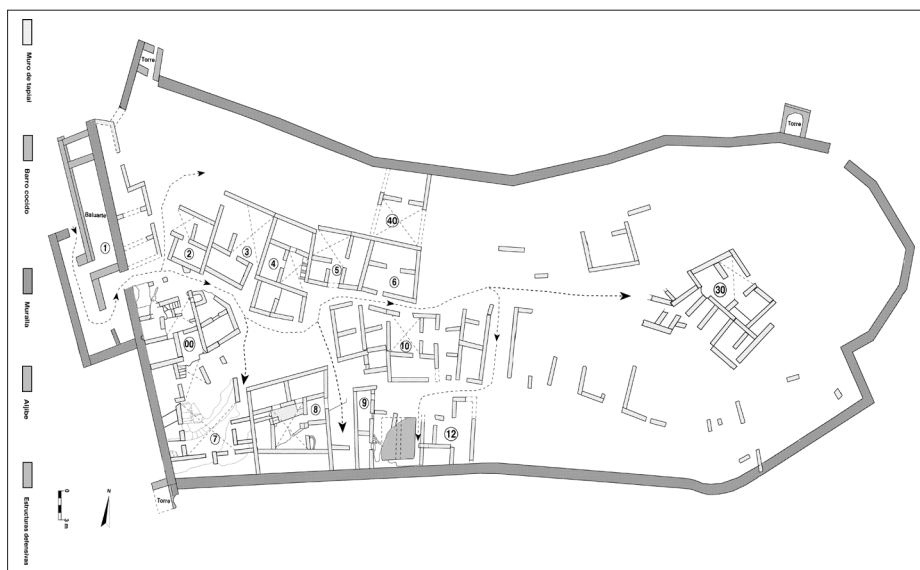 Muro de tapial
Barro cocido
Muralla
Aljibe
Estructuras defensivas
0 3 m
N
Torre
Torre
Torre
Baluarte
1
2
3
4
5
6
40
00
10
30
7
8
9
12